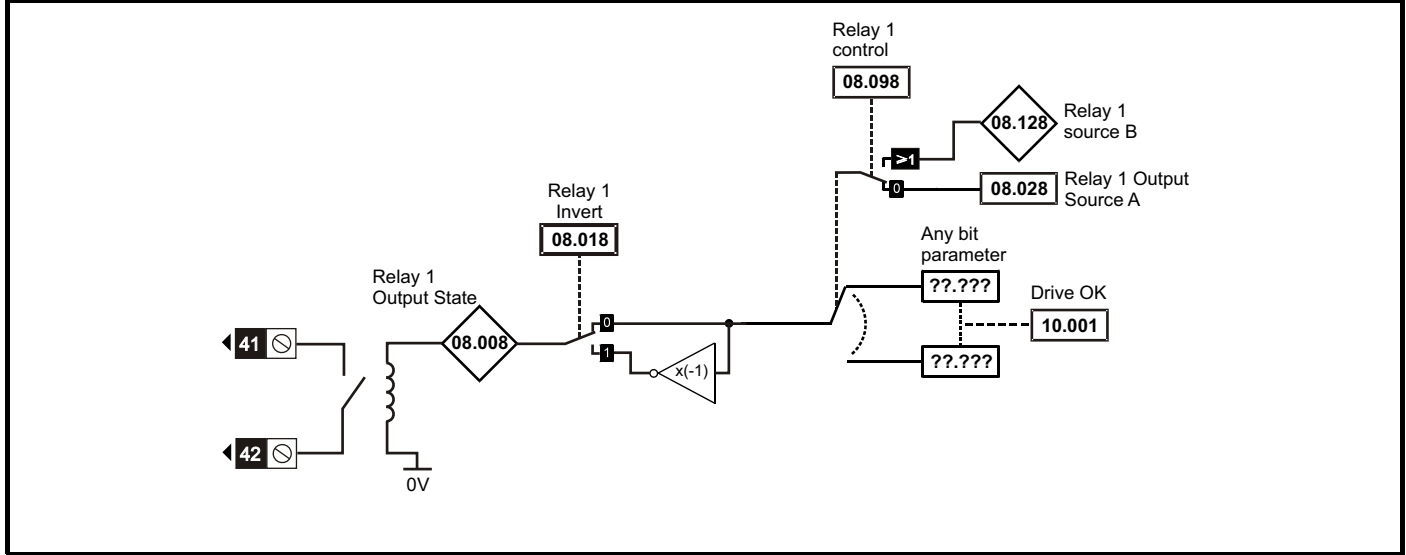 Relay 1
control
08.098
>1
08.128
Relay 1
source B
0
08.028
Relay 1 Output
Source A
Relay 1
Invert
08.018
Any bit
parameter
??.???
Drive OK
10.001
??.???
Relay 1
Output State
08.008
0
1
x(-1)
41
42
0V